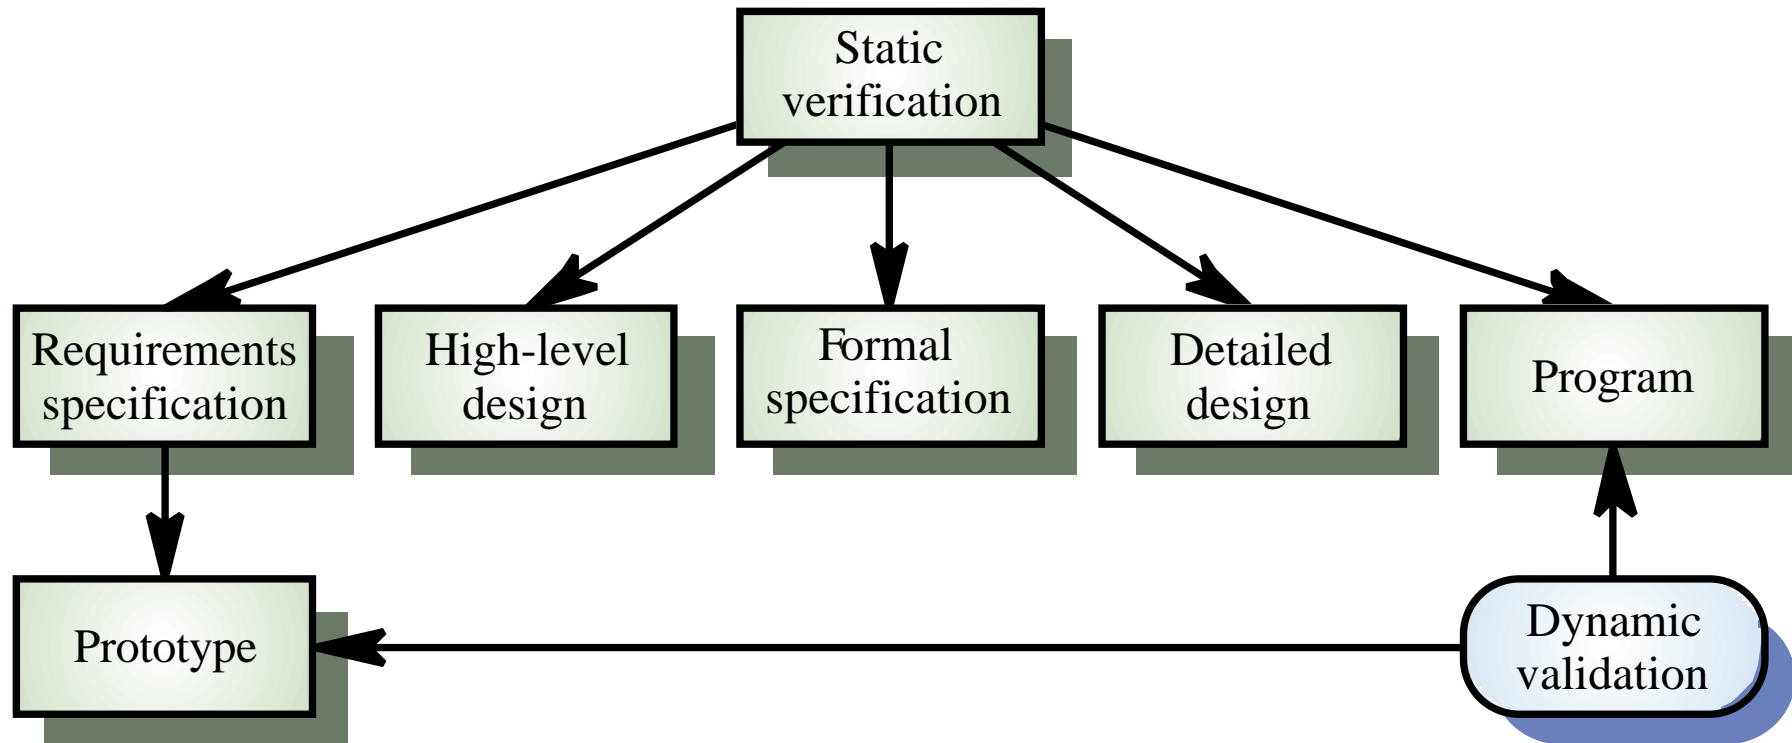 Static
verification
Requirements
specification
High-level
design
Formal
specification
Detailed
design
Program
Prototype
Dynamic
validation